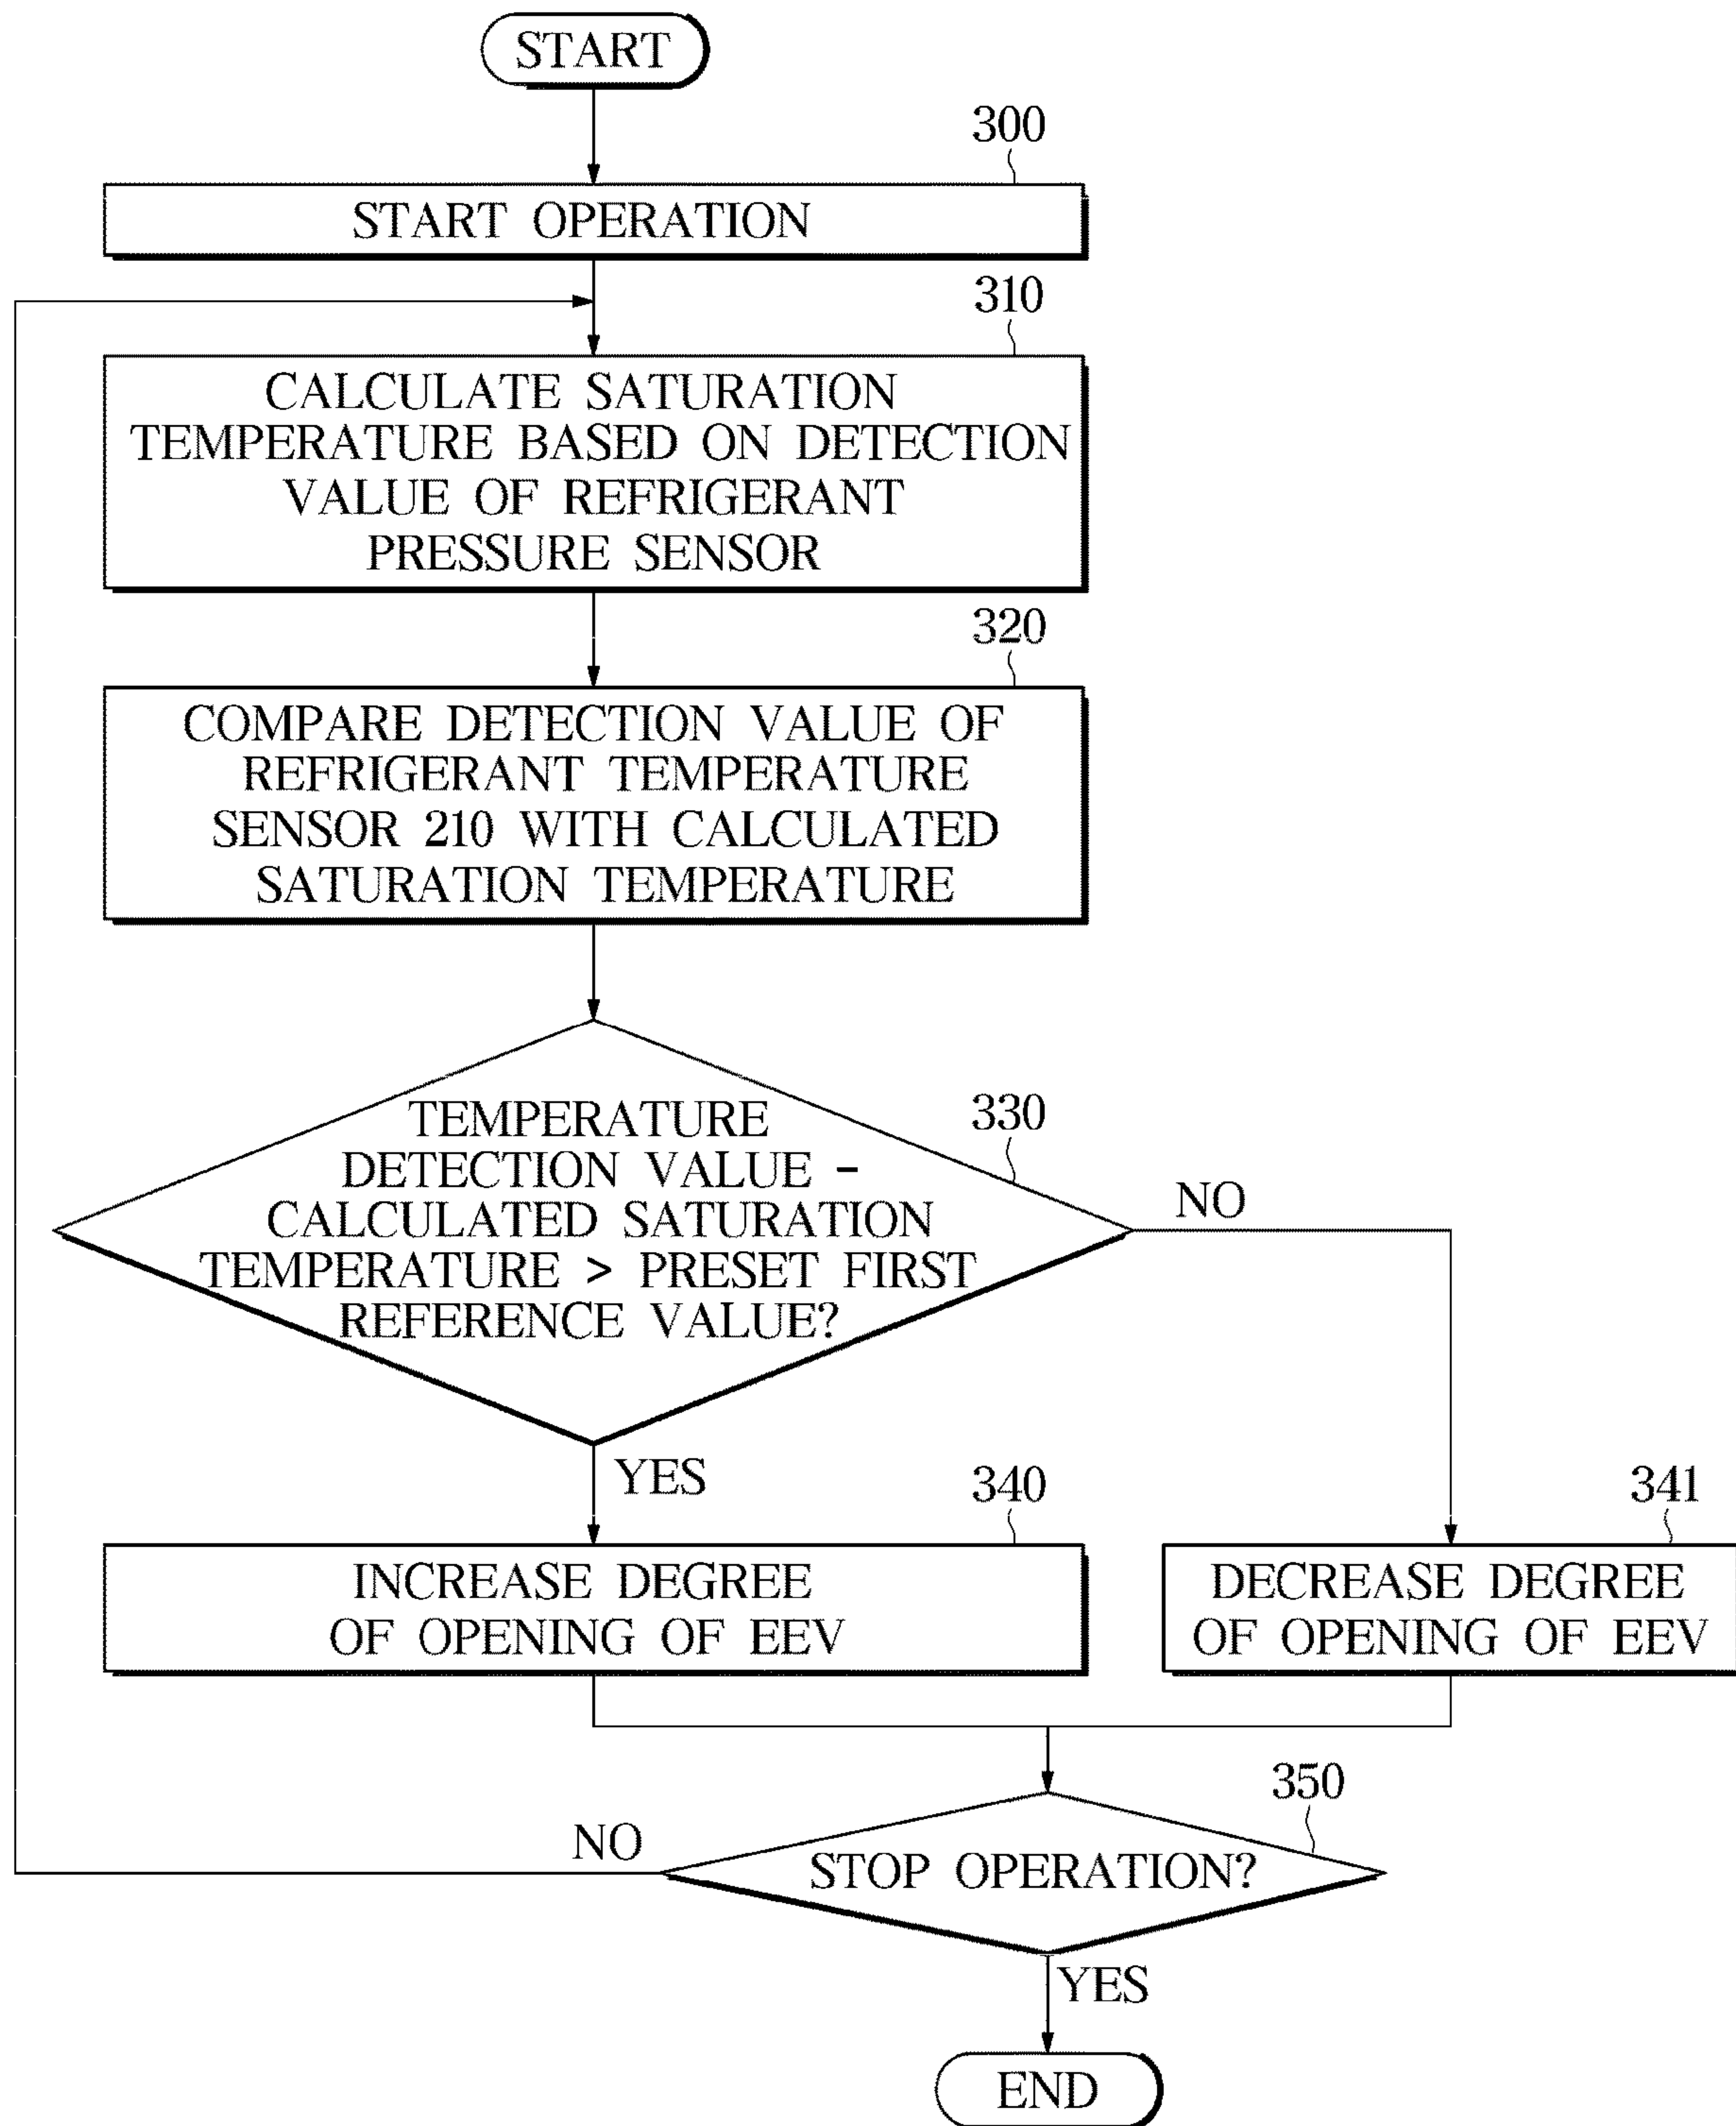 START
300
START OPERATION
310
CALCULATE SATURATION
TEMPERATURE BASED ON DETECTION
VALUE OF REFRIGERANT
PRESSURE SENSOR
320
COMPARE DETECTION VALUE OF
REFRIGERANT TEMPERATURE
SENSOR 210 WITH CALCULATED
SATURATION TEMPERATURE
330
TEMPERATURE
DETECTION VALUE -
CALCULATED SATURATION
TEMPERATURE > PRESET FIRST
REFERENCE VALUE?
NO
YES
340
INCREASE DEGREE
OF OPENING OF EEV
341
DECREASE DEGREE
OF OPENING OF EEV
350
NO
STOP OPERATION?
YES
END